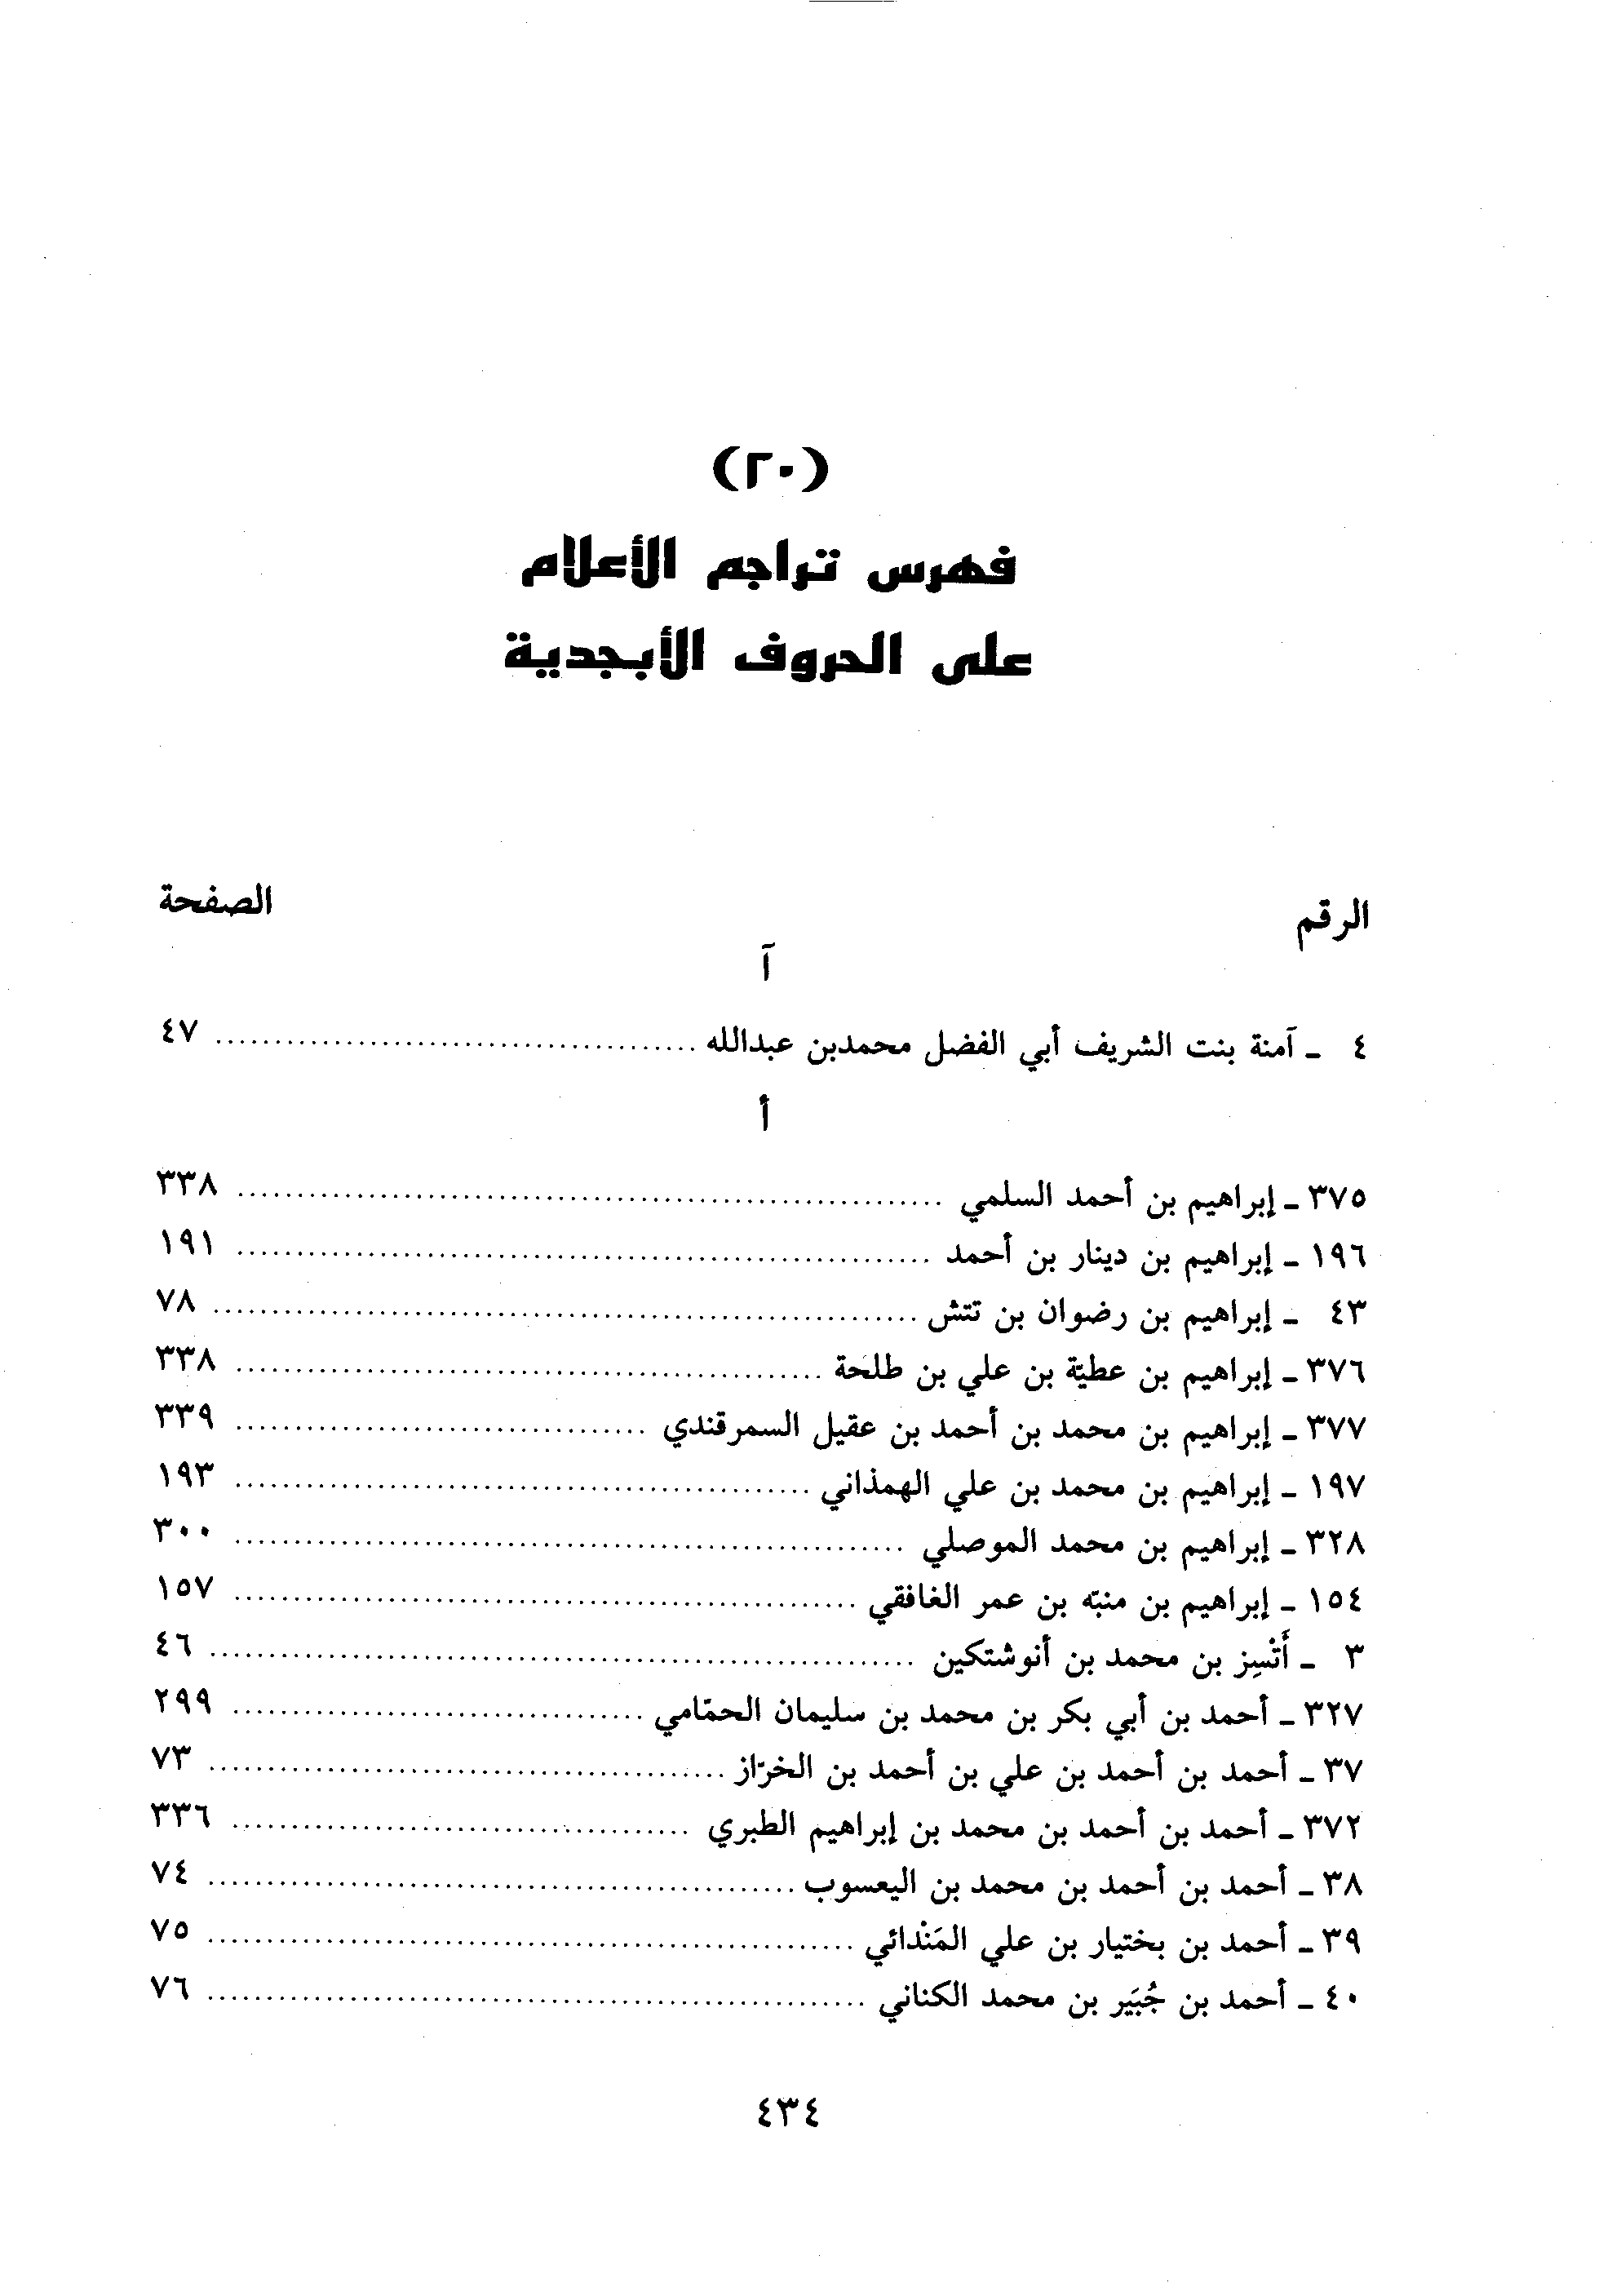 (٢٠)
فهرس تراجم الأعلام
على الحروف الأبجدية
الرقم الصفحة
آ
٤ ـ آمنة بنت الشريف أبي الفضل محمدبن عبدالله ........ ٤٧
أ
٣٧٥ ـ إبراهيم بن أحمد السلمي ........ ٣٣٨
١٩٦ ـ إبراهيم بن دينار بن أحمد ........ ١٩١
٤٣ ـ إبراهيم بن رضوان بن تتش ........ ٧٨
٣٧٦ ـ إبراهيم بن عطيّة بن علي بن طلحة ........ ٣٣٨
٣٧٧ ـ إبراهيم بن محمد بن أحمد بن عقيل السمرقندي ........ ٣٣٩
١٩٧ ـ إبراهيم بن محمد بن علي الهمذاني ........ ١٩٣
٣٢٨ ـ إبراهيم بن محمد الموصلي ........ ٣٠٠
١٥٤ ـ إبراهيم بن منبّه بن عمر الغافقي ........ ١٥٧
٣ ـ أَتْسِز بن محمد بن أنوشتكين ........ ٤٦
٣٢٧ ـ أحمد بن أبي بكر بن محمد بن سليمان الحمّامي ........ ٢٩٩
٣٧ ـ أحمد بن أحمد بن علي بن أحمد بن الخرّاز ........ ٧٣
٣٧٢ ـ أحمد بن أحمد بن محمد بن إبراهيم الطبري ........ ٣٣٦
٣٨ ـ أحمد بن أحمد بن محمد بن اليعسوب ........ ٧٤
٣٩ ـ أحمد بن بختيار بن علي المَنْدائي ........ ٧٥
٤٠ ـ أحمد بن جُبَير بن محمد الكناني ........ ٧٦
٤٣٤